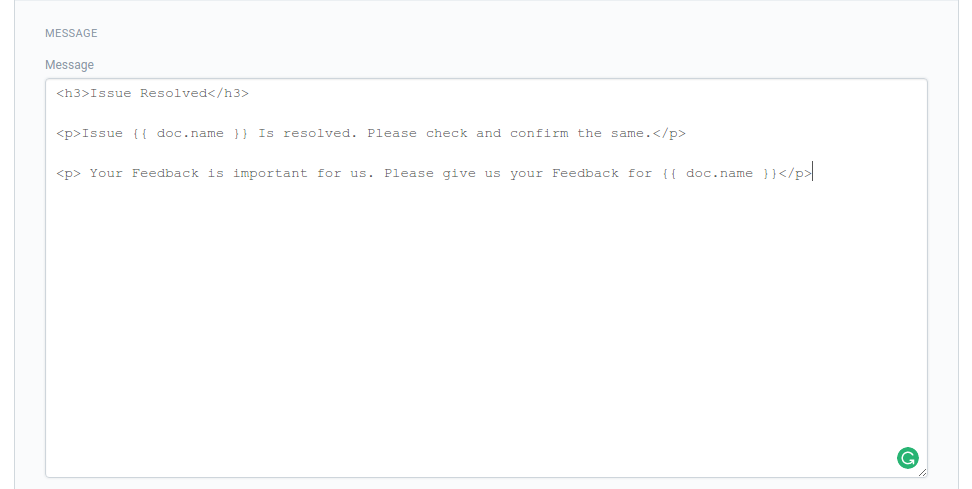 MESSAGE
Message
<h3>Issue Resolved</h3>
<p>Issue {{ doc.name }} Is resolved. Please check and confirm the same.</p>
<p> Your Feedback is important for us. Please give us your Feedback for {{ doc.name }}</p>